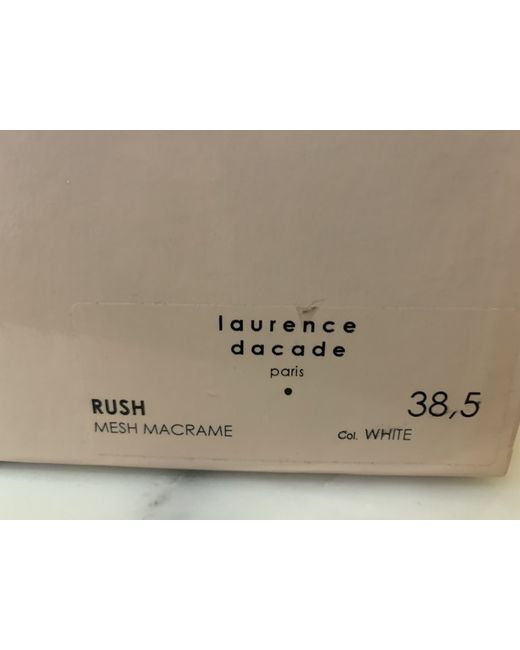 laurence
dacade
paris
RUSH
38,5
MESH MACRAME
Col. WHITE